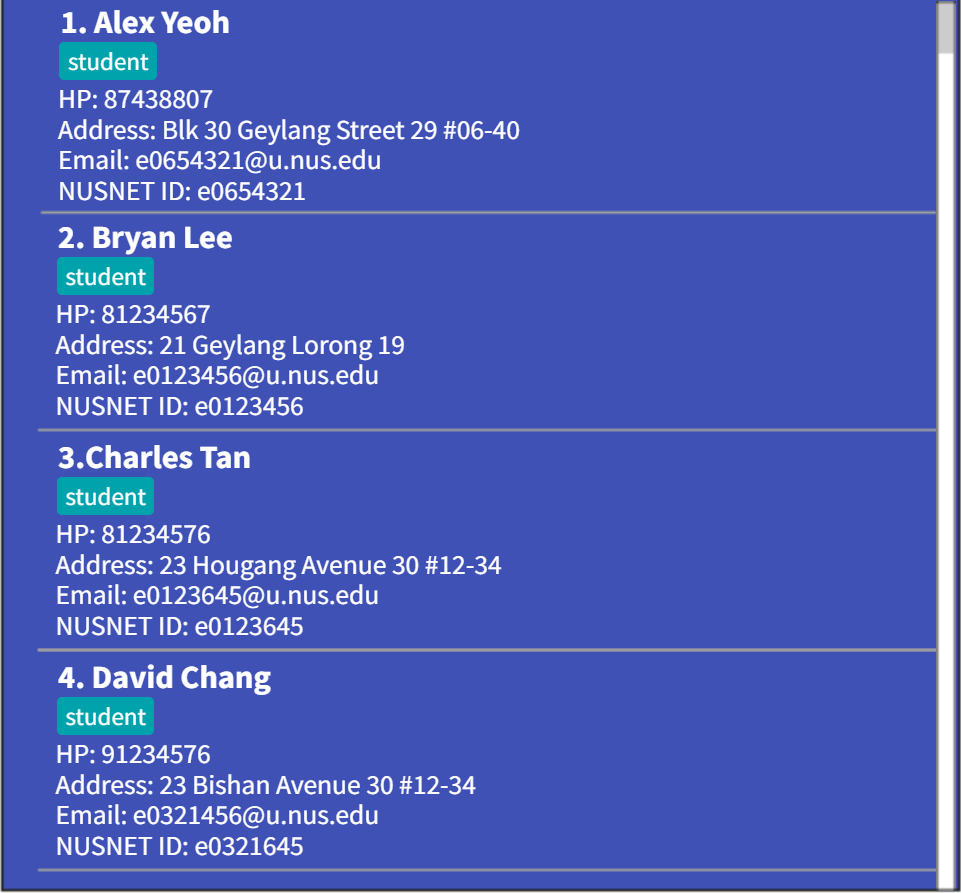 1. Alex Yeoh
student
HP: 87438807
Address: Blk 30 Geylang Street 29 #06-40
Email: e0654321@u.nus.edu
NUSNET ID: e0654321
2. Bryan Lee
student
HP: 81234567
Address: 21 Geylang Lorong 19
Email: e0123456@u.nus.edu
NUSNET ID: e0123456
3.Charles Tan
student
HP: 81234576
Address: 23 Hougang Avenue 30 #12-34
Email: e0123645@u.nus.edu
NUSNET ID: e0123645
4. David Chang
student
HP: 91234576
Address: 23 Bishan Avenue 30 #12-34
Email: e0321456@u.nus.edu
NUSNET ID: e0321645